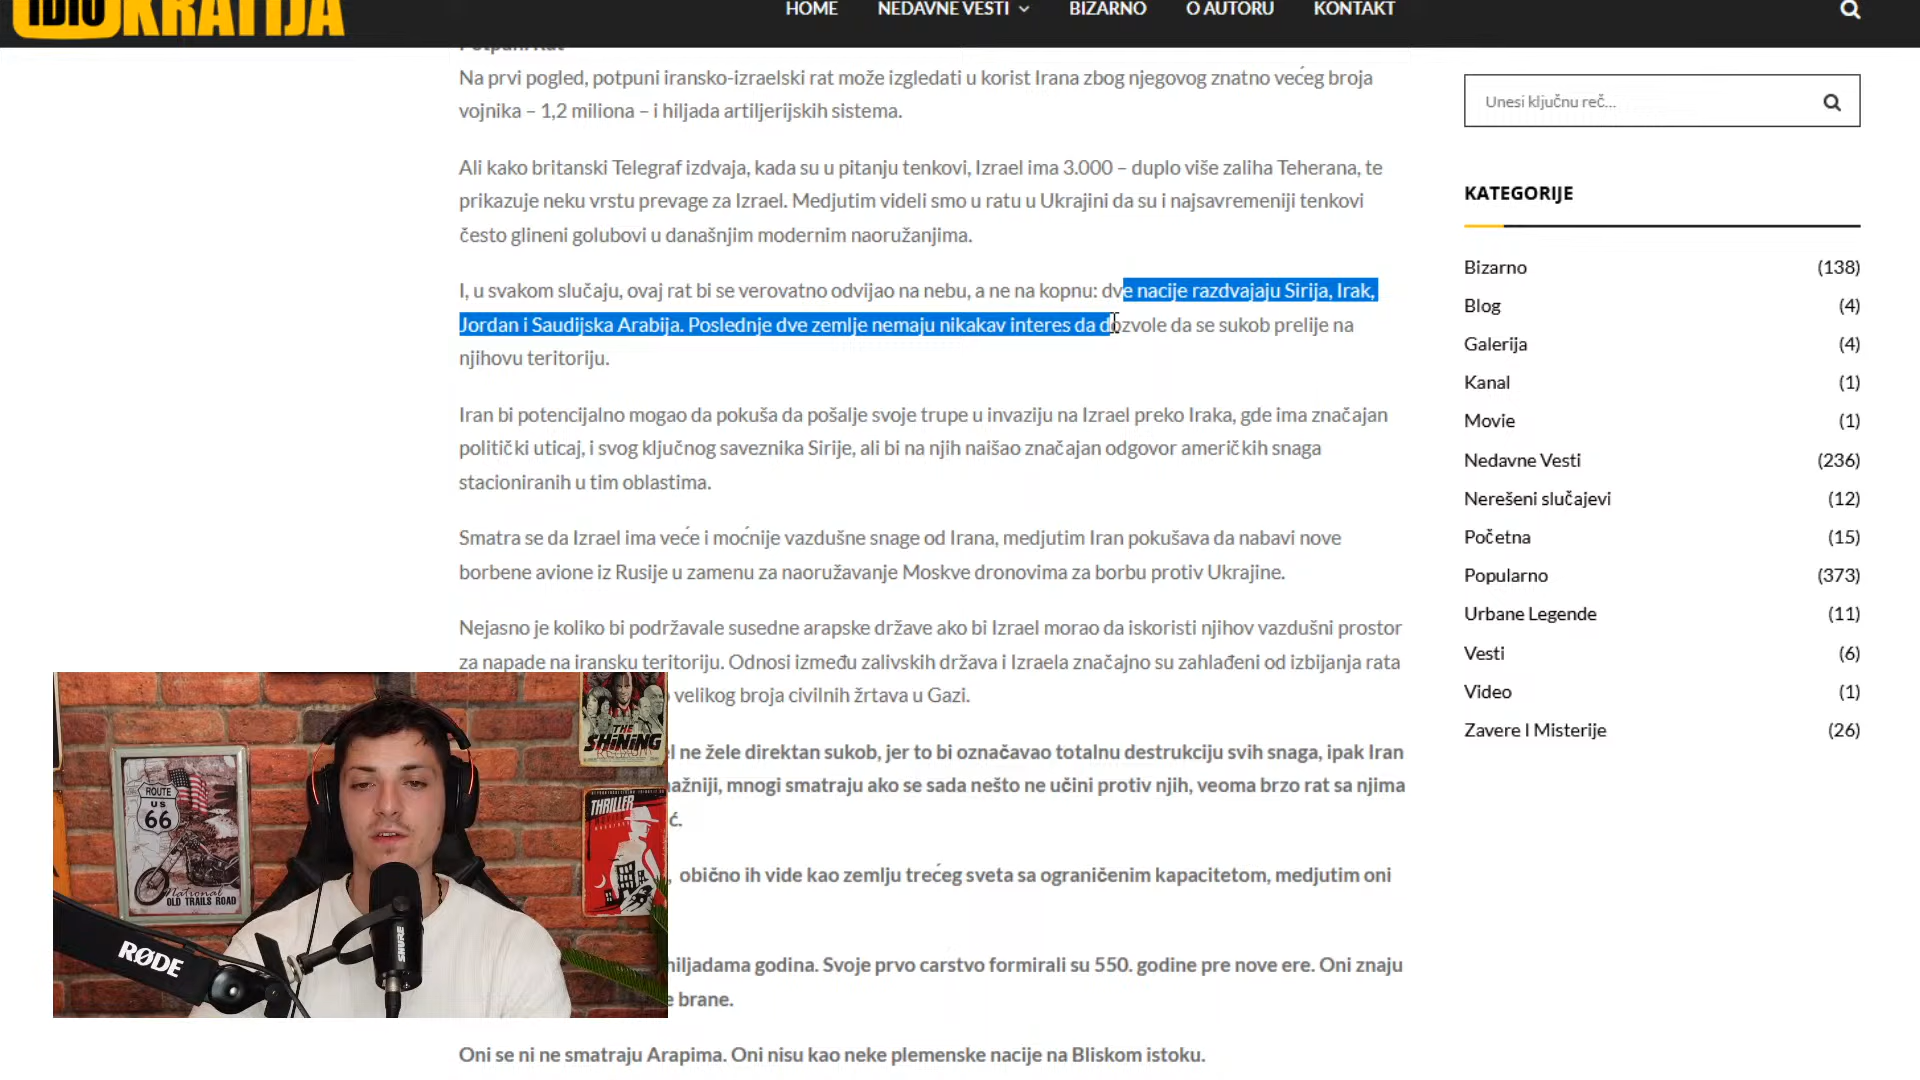 KRATIJA
HOME
NEDAVNE VESTI
BIZARNO
O AUTORU
KONTAKT
Na prvi pogled, potpuni iransko-izraelski rat može izgledati u korist Irana zbog njegovog znatno većeg broja
vojnika – 1,2 miliona – i hiljada artiljerijskih sistema.
Ali kako britanski Telegraf izdvaja, kada su u pitanju tenkovi, Izrael ima 3.000 – duplo više zaliha Teherana, te
prikazuje neku vrstu prevage za Izrael. Medjutim videli smo u ratu u Ukrajini da su i najsavremeniji tenkovi
često glineni golubovi u današnjim modernim naoružanjima.
I, u svakom slučaju, ovaj rat bi se verovatno odvijao na nebu, a ne na kopnu: dve nacije razdvajaju Sirija, Irak,
Jordan i Saudijska Arabija. Poslednje dve zemlje nemaju nikakav interes da dozvole da se sukob prelije na
njihovu teritoriju.
Iran bi potencijalno mogao da pokuša da pošalje svoje trupe u invaziju na Izrael preko Iraka, gde ima značajan
politički uticaj, i svog ključnog saveznika Sirije, ali bi na njih naišao značajan odgovor američkih snaga
stacioniranih u tim oblastima.
Smatra se da Izrael ima veće i moćnije vazdušne snage od Irana, medjutim Iran pokušava da nabavi nove
borbene avione iz Rusije u zamenu za naoružavanje Moskve dronovima za borbu protiv Ukrajine.
Nejasno je koliko bi podržavale susedne arapske države ako bi Izrael morao da iskoristi njihov vazdušni prostor
za napade na iransku teritoriju. Odnosi između zalivskih država i Izraela značajno su zahlađeni od izbijanja rata
velikog broja civilnih žrtava u Gazi.
l ne žele direktan sukob, jer to bi označavao totalnu destrukciju svih snaga, ipak Iran
ažniji, mnogi smatraju ako se sada nešto ne učini protiv njih, veoma brzo rat sa njima
ć.
, obično ih vide kao zemlju trećeg sveta sa ograničenim kapacitetom, medjutim oni
hiljadama godina. Svoje prvo carstvo formirali su 550. godine pre nove ere. Oni znaju
e brane.
Oni se ni ne smatraju Arapima. Oni nisu kao neke plemenske nacije na Bliskom istoku.
Unesi ključnu reč...
KATEGORIJE
Bizarno (138)
Blog (4)
Galerija (4)
Kanal (1)
Movie (1)
Nedavne Vesti (236)
Nerešeni slučajevi (12)
Početna (15)
Popularno (373)
Urbane Legende (11)
Vesti (6)
Video (1)
Zavere I Misterije (26)
ROUTE
US
66
National
OLD TRAILS ROAD
THE
SHiNiNG
THRILLER
RØDE
SHURE